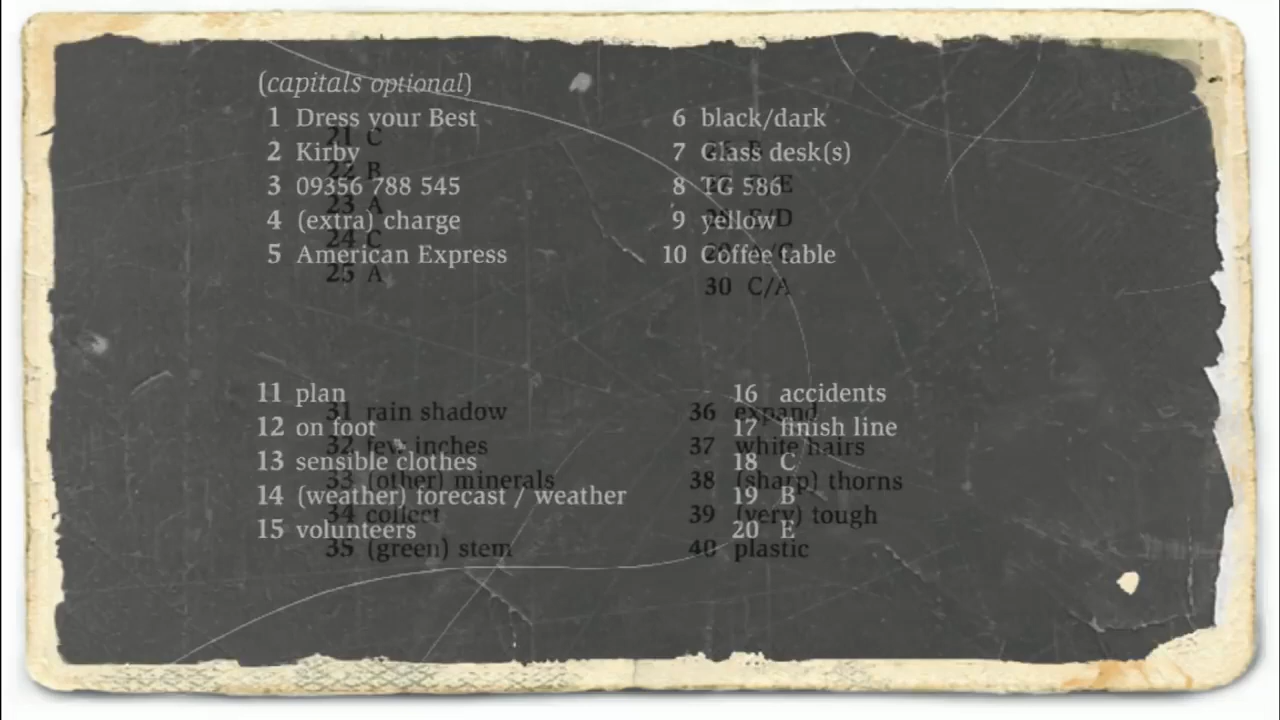 (capitals optional)
1 Dress your Best
2 Kirby
3 09356 788 545
4 (extra) charge
5 American Express
6 black/dark
7 Glass desk(s)
8 TG 586
9 yellow
10 Coffee table
11 plan
12 on foot
13 sensible clothes
14 (weather) forecast / weather
15 volunteers
16 accidents
17 finish line
18 C
19 B
20 E
21 C
22 B
23 A
24 C
25 A
30 C/A
31 rain shadow
32 few inches
33 (other) minerals
34 collect
35 (green) stem
36 expand
37 white hairs
38 (sharp) thorns
39 (very) tough
40 plastic